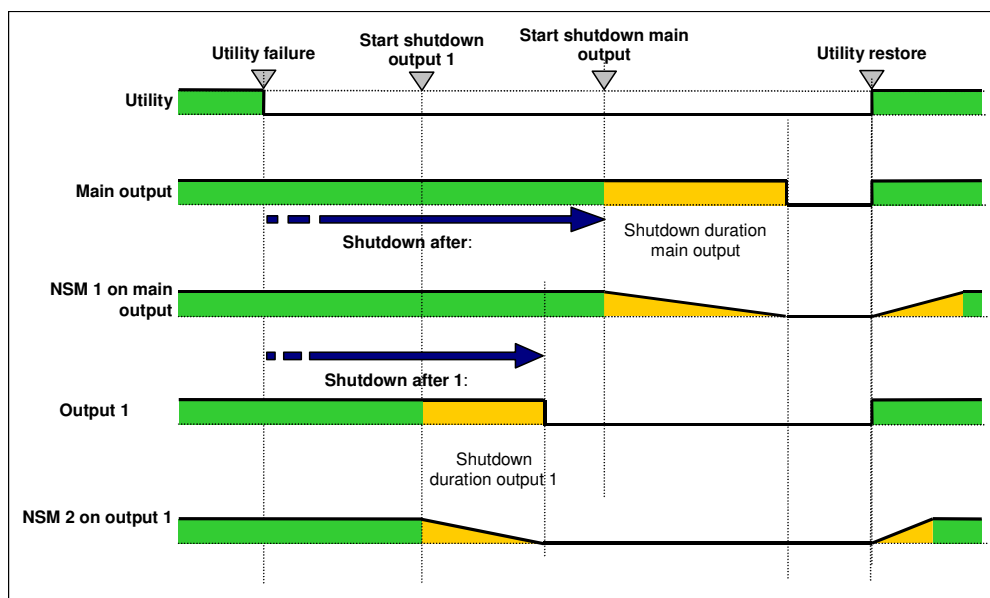 Utility failure
Start shutdown
output 1
Start shutdown main
output
Utility restore
Utility
Main output
Shutdown after:
Shutdown duration
main output
NSM 1 on main
output
Shutdown after 1:
Output 1
Shutdown
duration output 1
NSM 2 on output 1